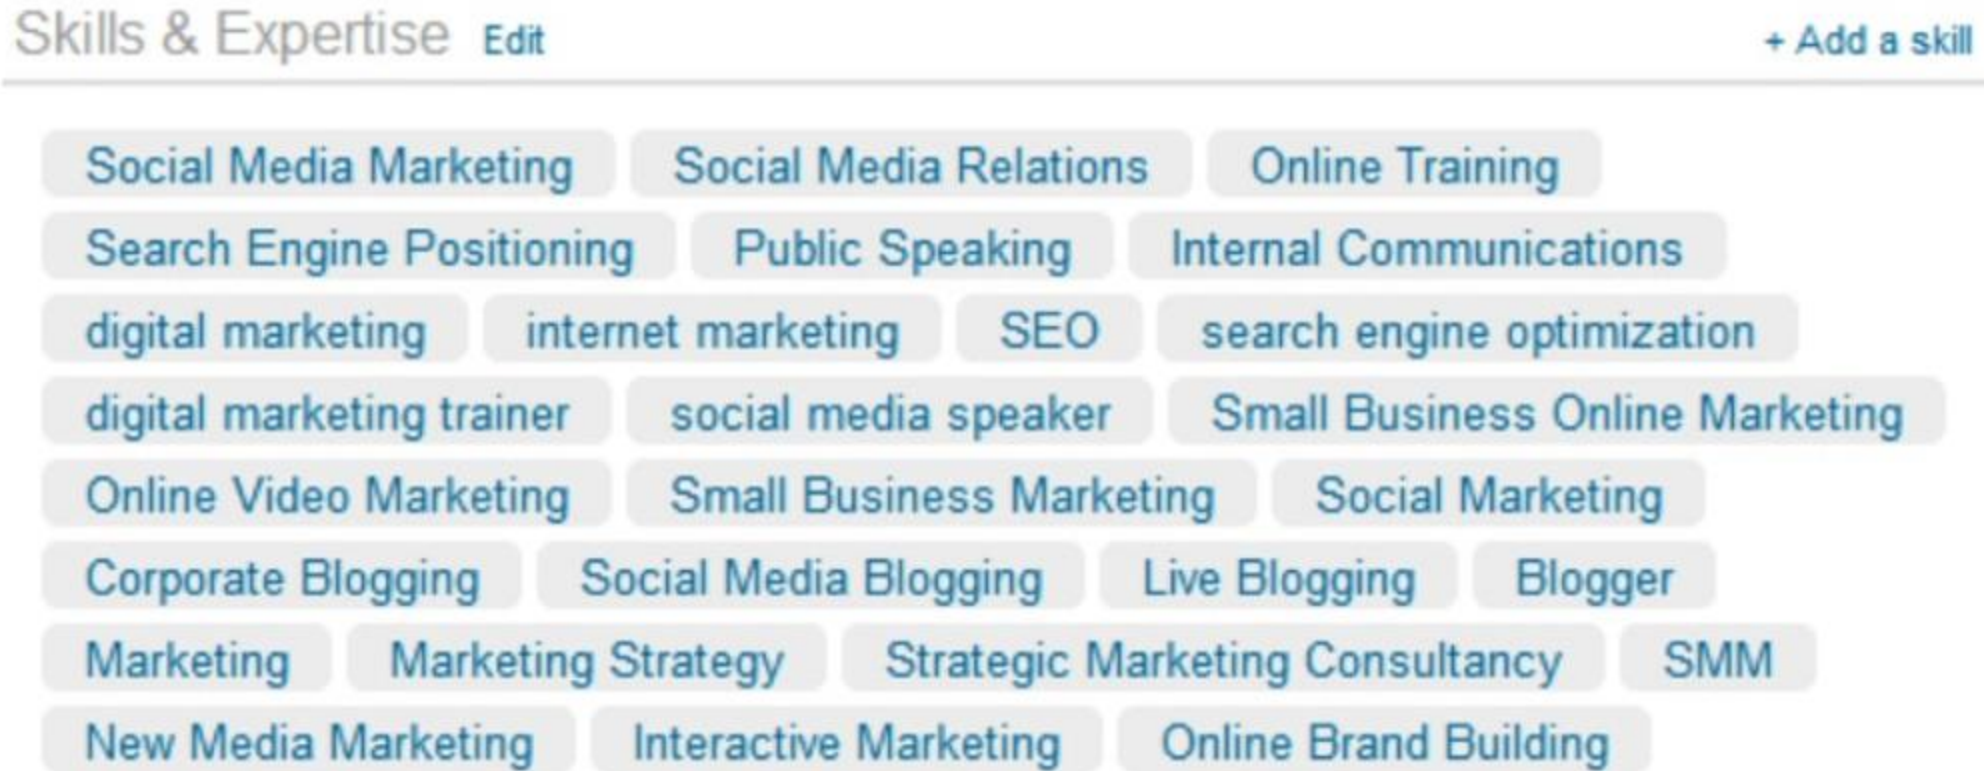 Skills & Expertise Edit + Add a skill
Social Media Marketing Social Media Relations Online Training
Search Engine Positioning Public Speaking Internal Communications
digital marketing internet marketing SEO search engine optimization
digital marketing trainer social media speaker Small Business Online Marketing
Online Video Marketing Small Business Marketing Social Marketing
Corporate Blogging Social Media Blogging Live Blogging Blogger
Marketing Marketing Strategy Strategic Marketing Consultancy SMM
New Media Marketing Interactive Marketing Online Brand Building